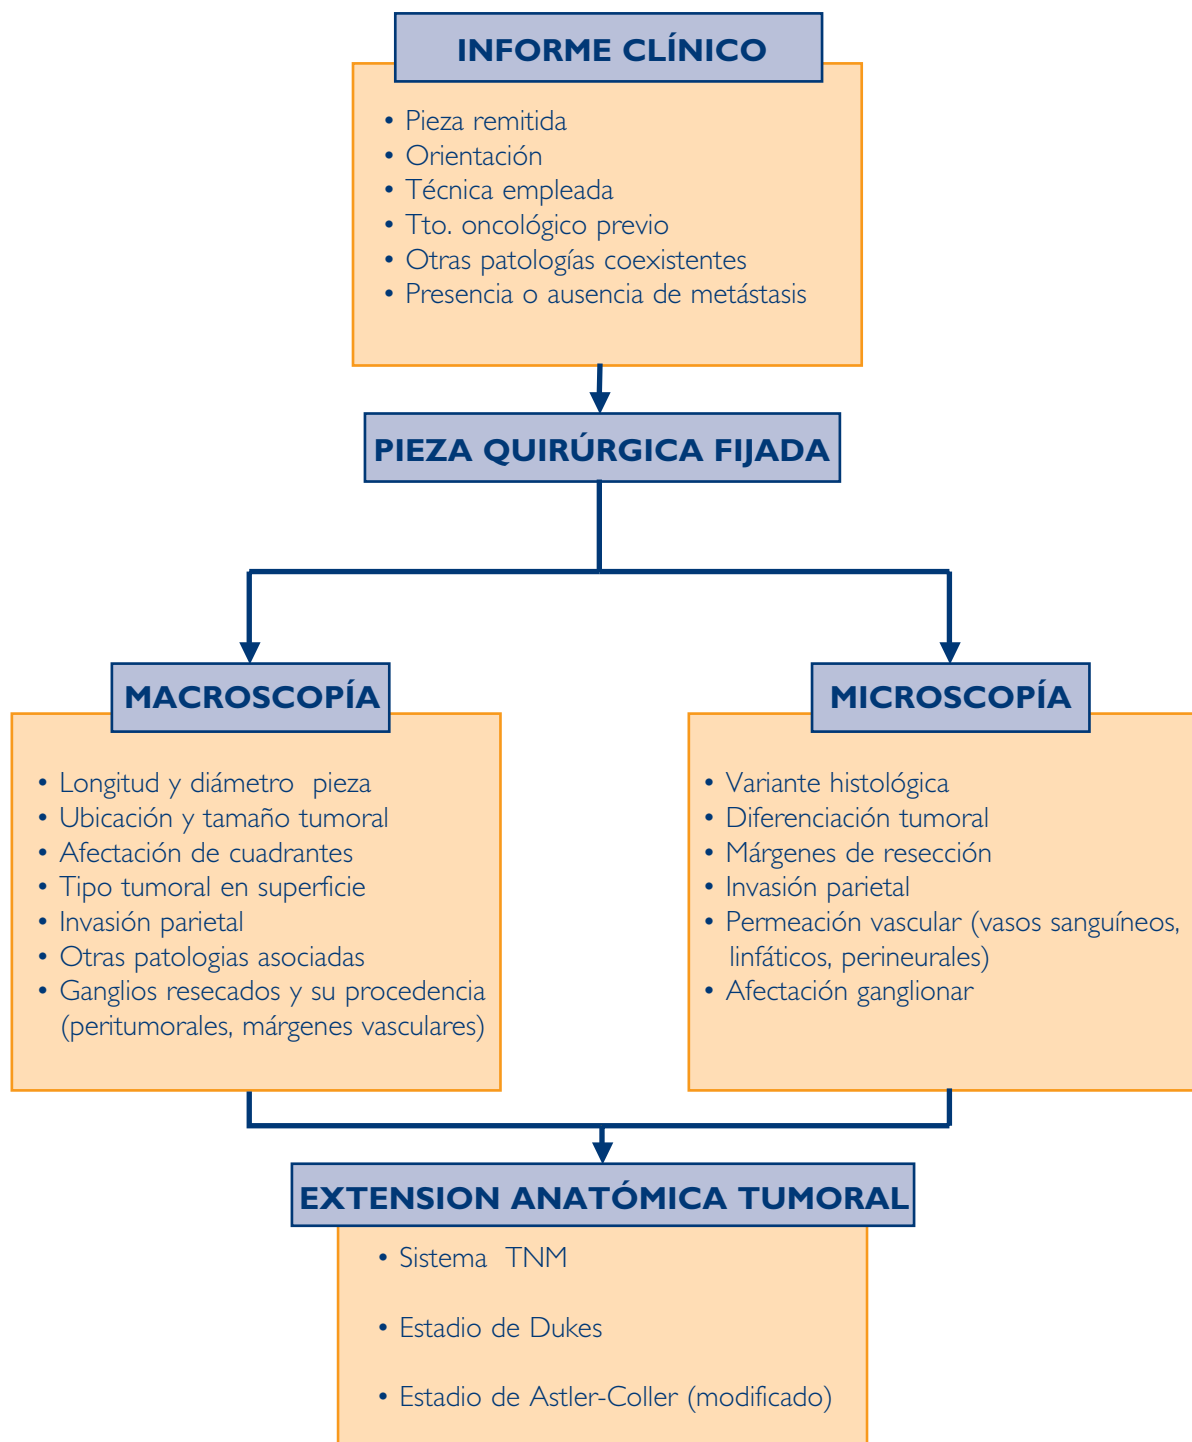 INFORME CLÍNICO
• Pieza remitida
• Orientación
• Técnica empleada
• Tto. oncológico previo
• Otras patologías coexistentes
• Presencia o ausencia de metástasis
PIEZA QUIRÚRGICA FIJADA
MACROSCOPÍA
• Longitud y diámetro pieza
• Ubicación y tamaño tumoral
• Afectación de cuadrantes
• Tipo tumoral en superficie
• Invasión parietal
• Otras patologias asociadas
• Ganglios resecados y su procedencia
(peritumorales, márgenes vasculares)
MICROSCOPÍA
• Variante histológica
• Diferenciación tumoral
• Márgenes de resección
• Invasión parietal
• Permeación vascular (vasos sanguíneos,
linfáticos, perineurales)
• Afectación ganglionar
EXTENSION ANATÓMICA TUMORAL
• Sistema TNM
• Estadio de Dukes
• Estadio de Astler-Coller (modificado)